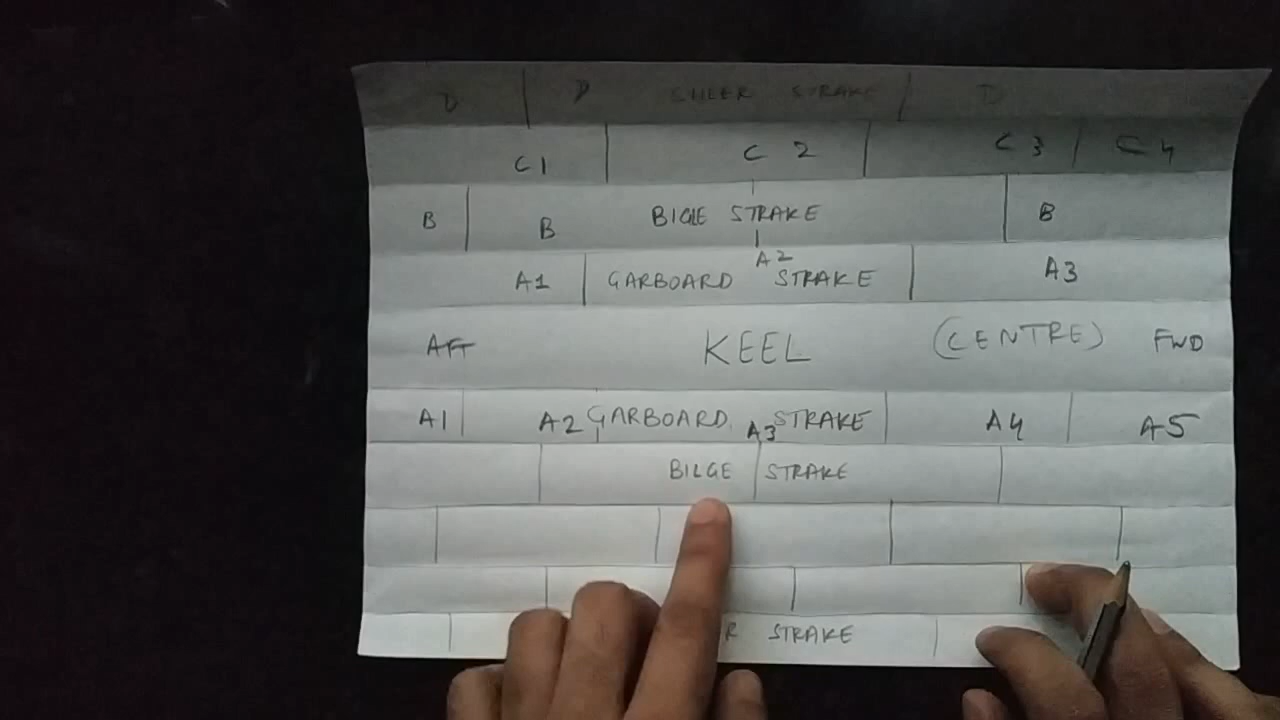 D D SHEER STRAKE D
C1 C 2 C 3 C 4
B B BIGLE STRAKE B
A1 GARBOARD A2 STRAKE A3
AFT KEEL (CENTRE) FWD
A1 A2 GARBOARD A3 STRAKE A4 A5
BILGE STRAKE
R STRAKE